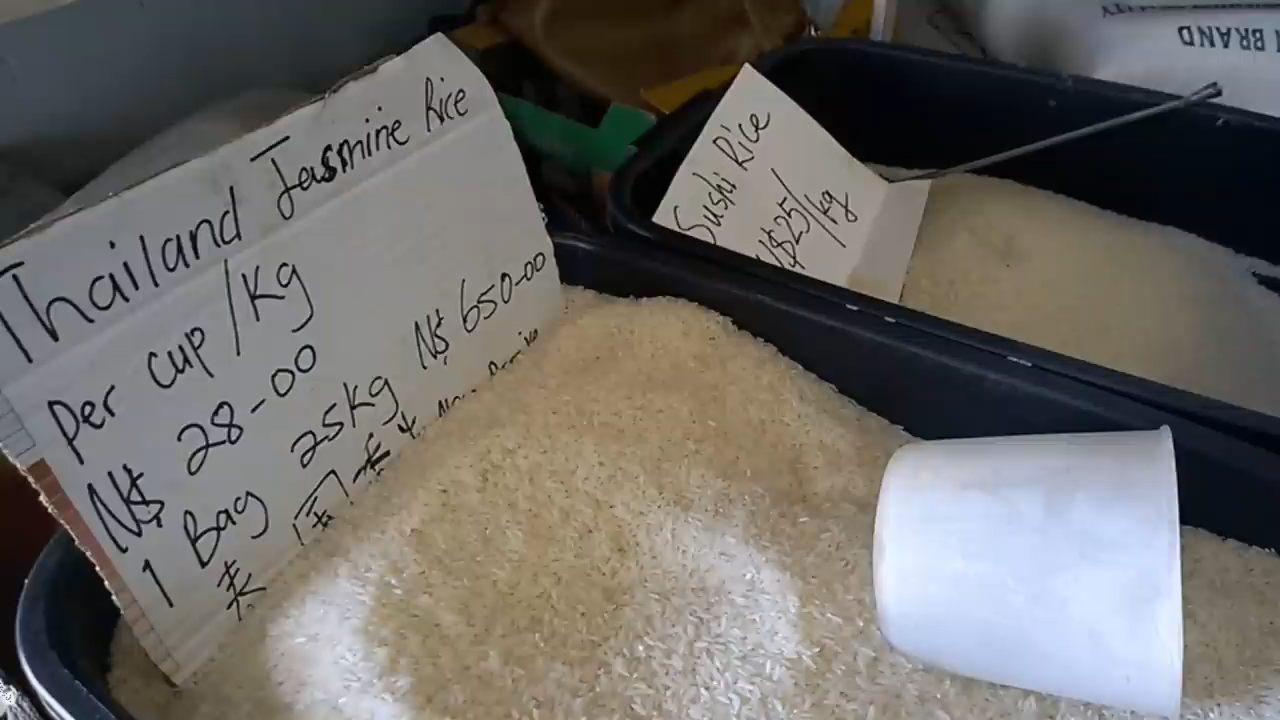 Thailand Jasmine Rice
Per cup/Kg
N$ 28-00
1 Bag 25Kg N$ 650-00
Sushi Rice
N$25/
/kg
BRAND